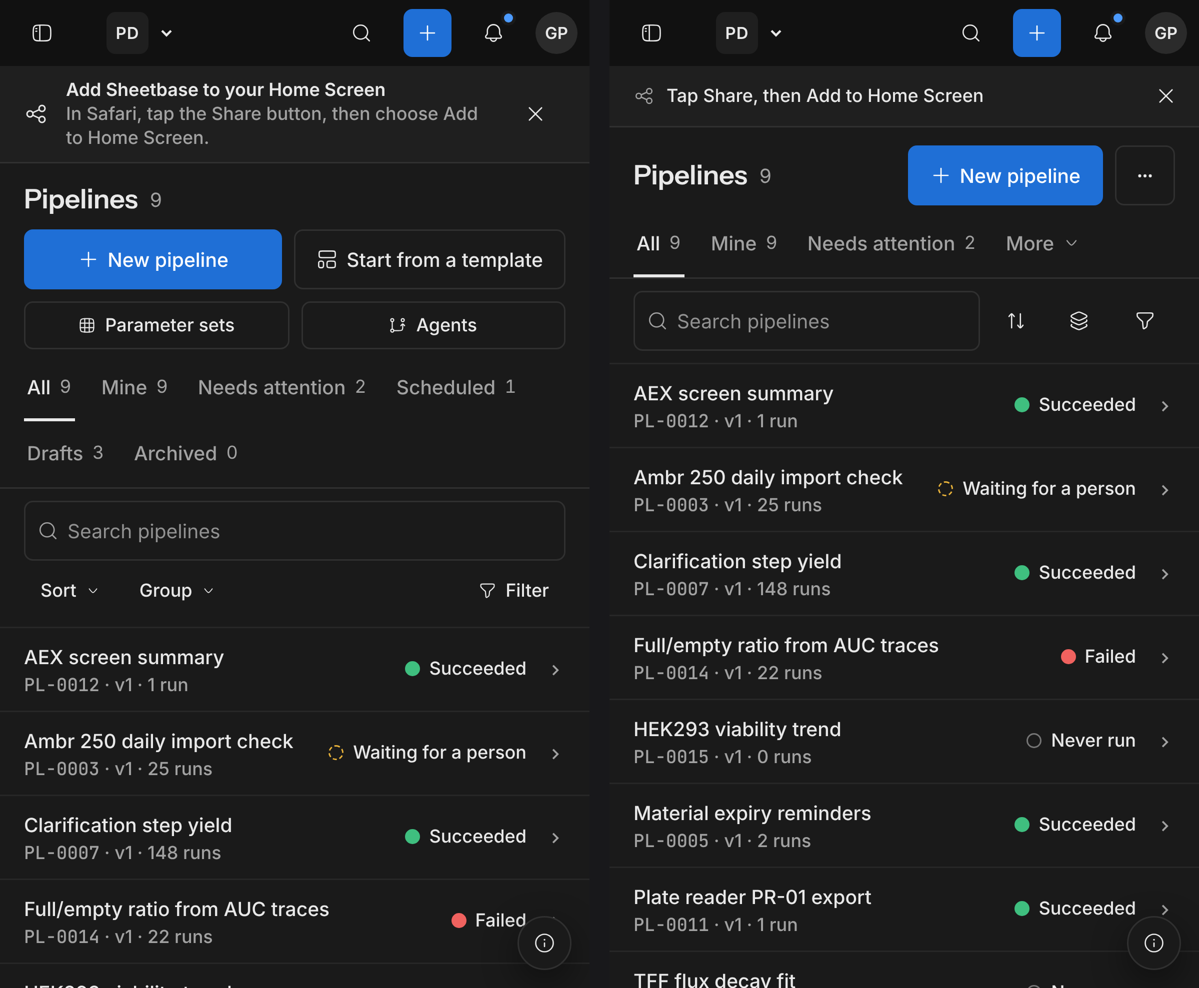 PD
GP
Add Sheetbase to your Home Screen
In Safari, tap the Share button, then choose Add
to Home Screen.
Pipelines 9
New pipeline
Start from a template
Parameter sets
Agents
All 9 Mine 9 Needs attention 2 Scheduled 1
Drafts 3 Archived 0
Search pipelines
Sort Group Filter
AEX screen summary
PL-0012 · v1 · 1 run
Succeeded
Ambr 250 daily import check
PL-0003 · v1 · 25 runs
Waiting for a person
Clarification step yield
PL-0007 · v1 · 148 runs
Succeeded
Full/empty ratio from AUC traces
PL-0014 · v1 · 22 runs
Failed
PD
GP
Tap Share, then Add to Home Screen
Pipelines 9
New pipeline
All 9 Mine 9 Needs attention 2 More
Search pipelines
AEX screen summary
PL-0012 · v1 · 1 run
Succeeded
Ambr 250 daily import check
PL-0003 · v1 · 25 runs
Waiting for a person
Clarification step yield
PL-0007 · v1 · 148 runs
Succeeded
Full/empty ratio from AUC traces
PL-0014 · v1 · 22 runs
Failed
HEK293 viability trend
PL-0015 · v1 · 0 runs
Never run
Material expiry reminders
PL-0005 · v1 · 2 runs
Succeeded
Plate reader PR-01 export
PL-0011 · v1 · 1 run
Succeeded
TFF flux decay fit